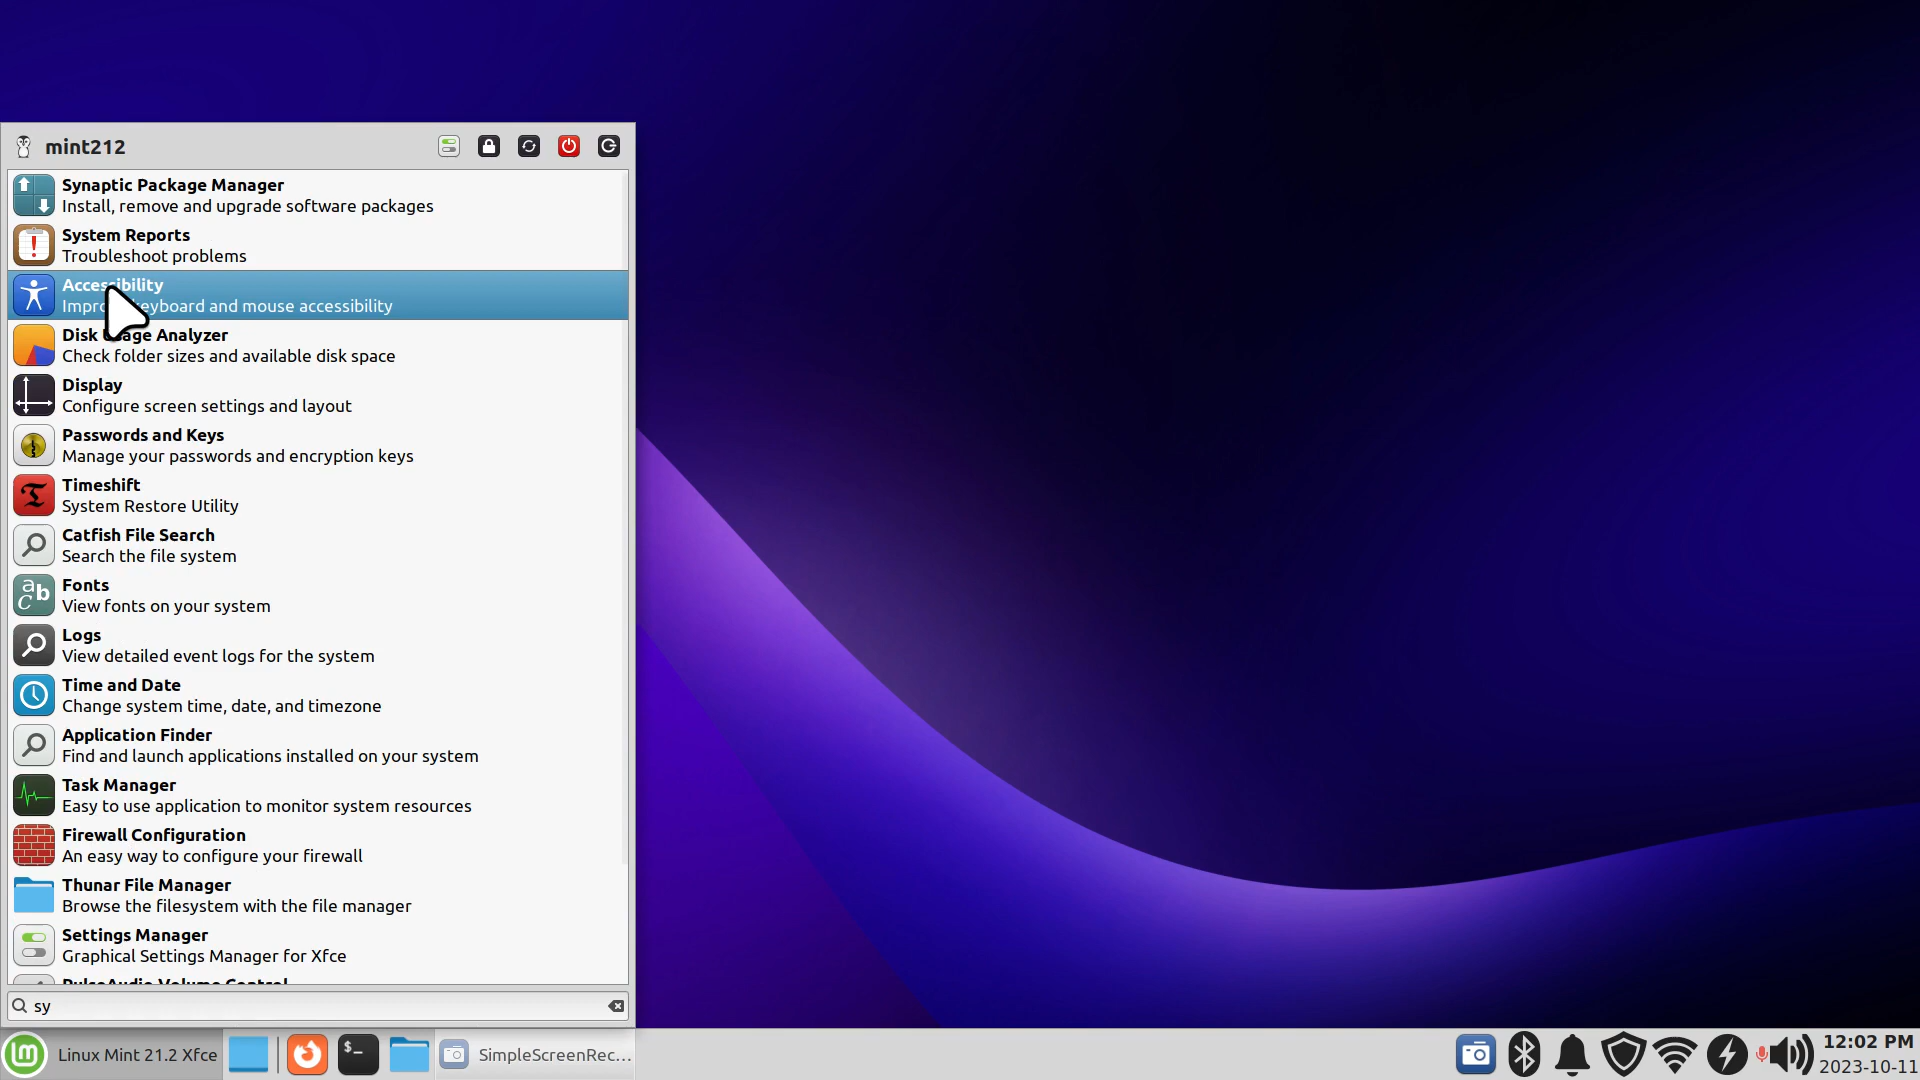 mint212
Synaptic Package Manager
Install, remove and upgrade software packages
System Reports
Troubleshoot problems
Accessibility
Improve keyboard and mouse accessibility
Disk Usage Analyzer
Check folder sizes and available disk space
Display
Configure screen settings and layout
Passwords and Keys
Manage your passwords and encryption keys
Timeshift
System Restore Utility
Catfish File Search
Search the file system
Fonts
View fonts on your system
Logs
View detailed event logs for the system
Time and Date
Change system time, date, and timezone
Application Finder
Find and launch applications installed on your system
Task Manager
Easy to use application to monitor system resources
Firewall Configuration
An easy way to configure your firewall
Thunar File Manager
Browse the filesystem with the file manager
Settings Manager
Graphical Settings Manager for Xfce
PulseAudio Volume Control
sy
Linux Mint 21.2 Xfce
SimpleScreenRec...
12:02 PM
2023-10-11